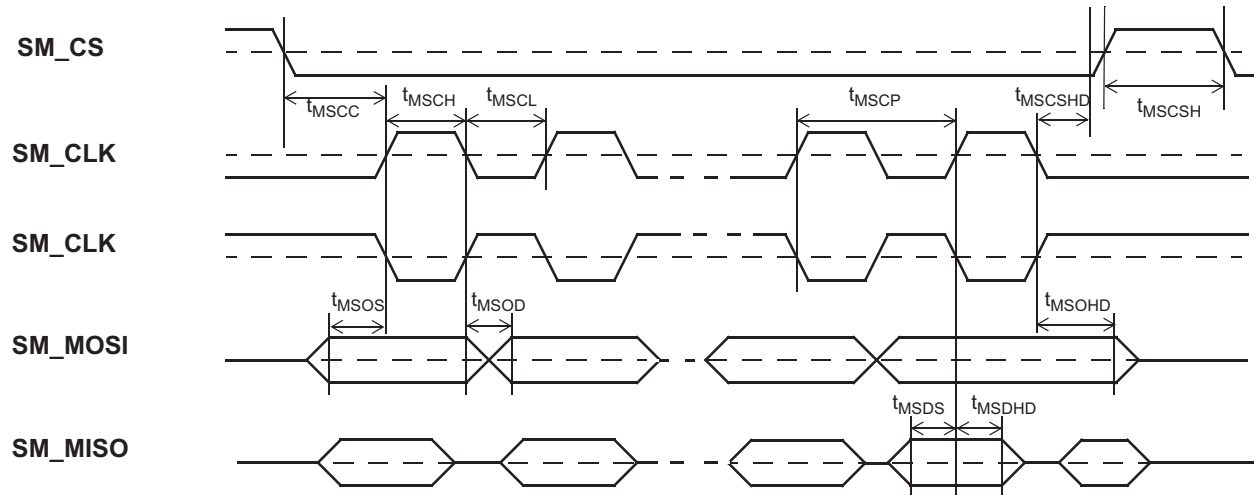 SM_CS
tMSCC
tMSCH
tMSCL
tMSCP
tMSCSHD
tMSCSH
SM_CLK
SM_CLK
tMSOS
tMSOD
tMSOHD
SM_MOSI
tMSDS
tMSDHD
SM_MISO